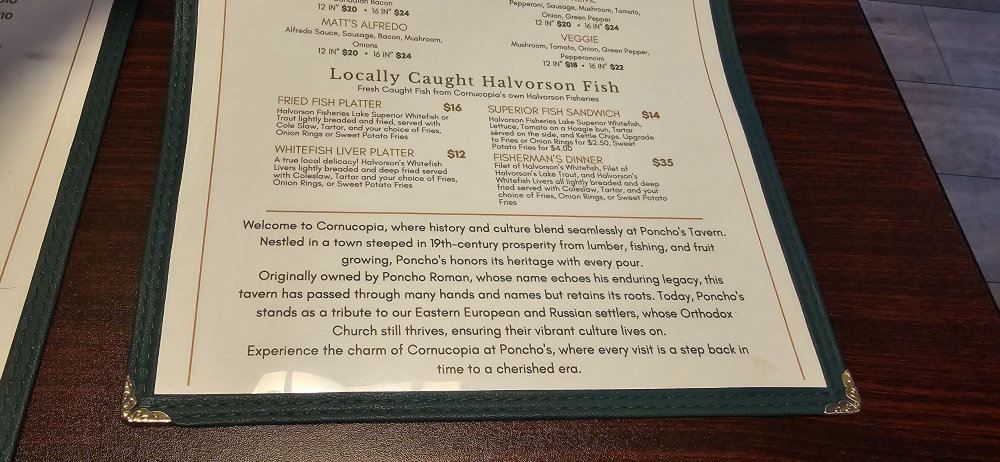 Canadian Bacon
12 IN" $20 • 16 IN" $24
MATT'S ALFREDO
Alfredo Sauce, Sausage, Bacon, Mushroom,
Onions
12 IN" $20 • 16 IN" $24
Pepperoni, Sausage, Mushroom, Tomato,
Onion, Green Pepper
12 IN" $20 • 16 IN" $24
VEGGIE
Mushroom, Tomato, Onion, Green Pepper,
Pepperoncini
12 IN" $18 • 16 IN" $22
Locally Caught Halvorson Fish
Fresh Caught Fish from Cornucopia's own Halvorson Fisheries
FRIED FISH PLATTER $16
Halvorson Fisheries Lake Superior Whitefish or
Trout lightly breaded and fried, served with
Cole Slaw, Tartar, and your choice of Fries,
Onion Rings or Sweet Potato Fries
WHITEFISH LIVER PLATTER $12
A true local delicacy! Halvorson's Whitefish
Livers lightly breaded and deep fried served
with Coleslaw, Tartar and your choice of Fries,
Onion Rings, or Sweet Potato Fries
SUPERIOR FISH SANDWICH $14
Halvorson Fisheries Lake Superior Whitefish,
Lettuce, Tomato on a Hoagie bun, Tartar
served on the side, and Kettle Chips. Upgrade
to Fries or Onion Rings for $2.50, Sweet
Potato Fries for $4.00
FISHERMAN'S DINNER $35
Filet of Halvorson's Whitefish, Filet of
Halvorson's Lake Trout, and Halvorson's
Whitefish Livers all lightly breaded and deep
fried served with Coleslaw, Tartar, and your
choice of Fries, Onion Rings, or Sweet Potato
Fries
Welcome to Cornucopia, where history and culture blend seamlessly at Poncho's Tavern.
Nestled in a town steeped in 19th-century prosperity from lumber, fishing, and fruit
growing, Poncho's honors its heritage with every pour.
Originally owned by Poncho Roman, whose name echoes his enduring legacy, this
tavern has passed through many hands and names but retains its roots. Today, Poncho's
stands as a tribute to our Eastern European and Russian settlers, whose Orthodox
Church still thrives, ensuring their vibrant culture lives on.
Experience the charm of Cornucopia at Poncho's, where every visit is a step back in
time to a cherished era.